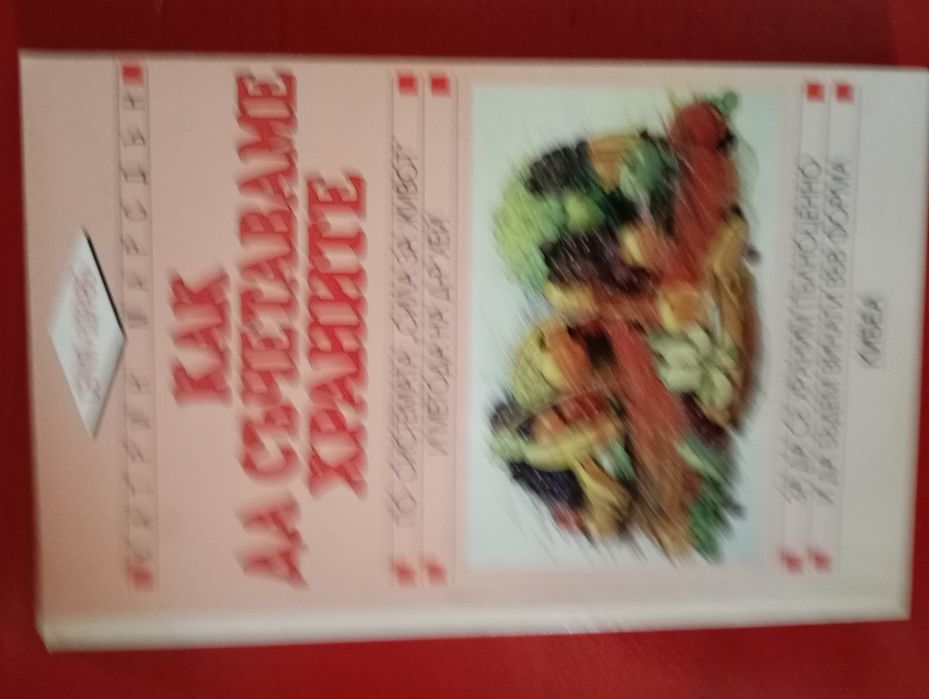 КАК
ДА СЪЧЕТАВАМЕ
ХРАНИТЕ
ПО СИСТЕМАТА „СИЛА ЗА ЖИВОТ“
И МЕТОДА НА Д-Р ХЕЙ
ЗА ДА СЕ ХРАНИМ ПЪЛНОЦЕННО
И ДА БЪДЕМ ВИНАГИ ВЪВ ФОРМА